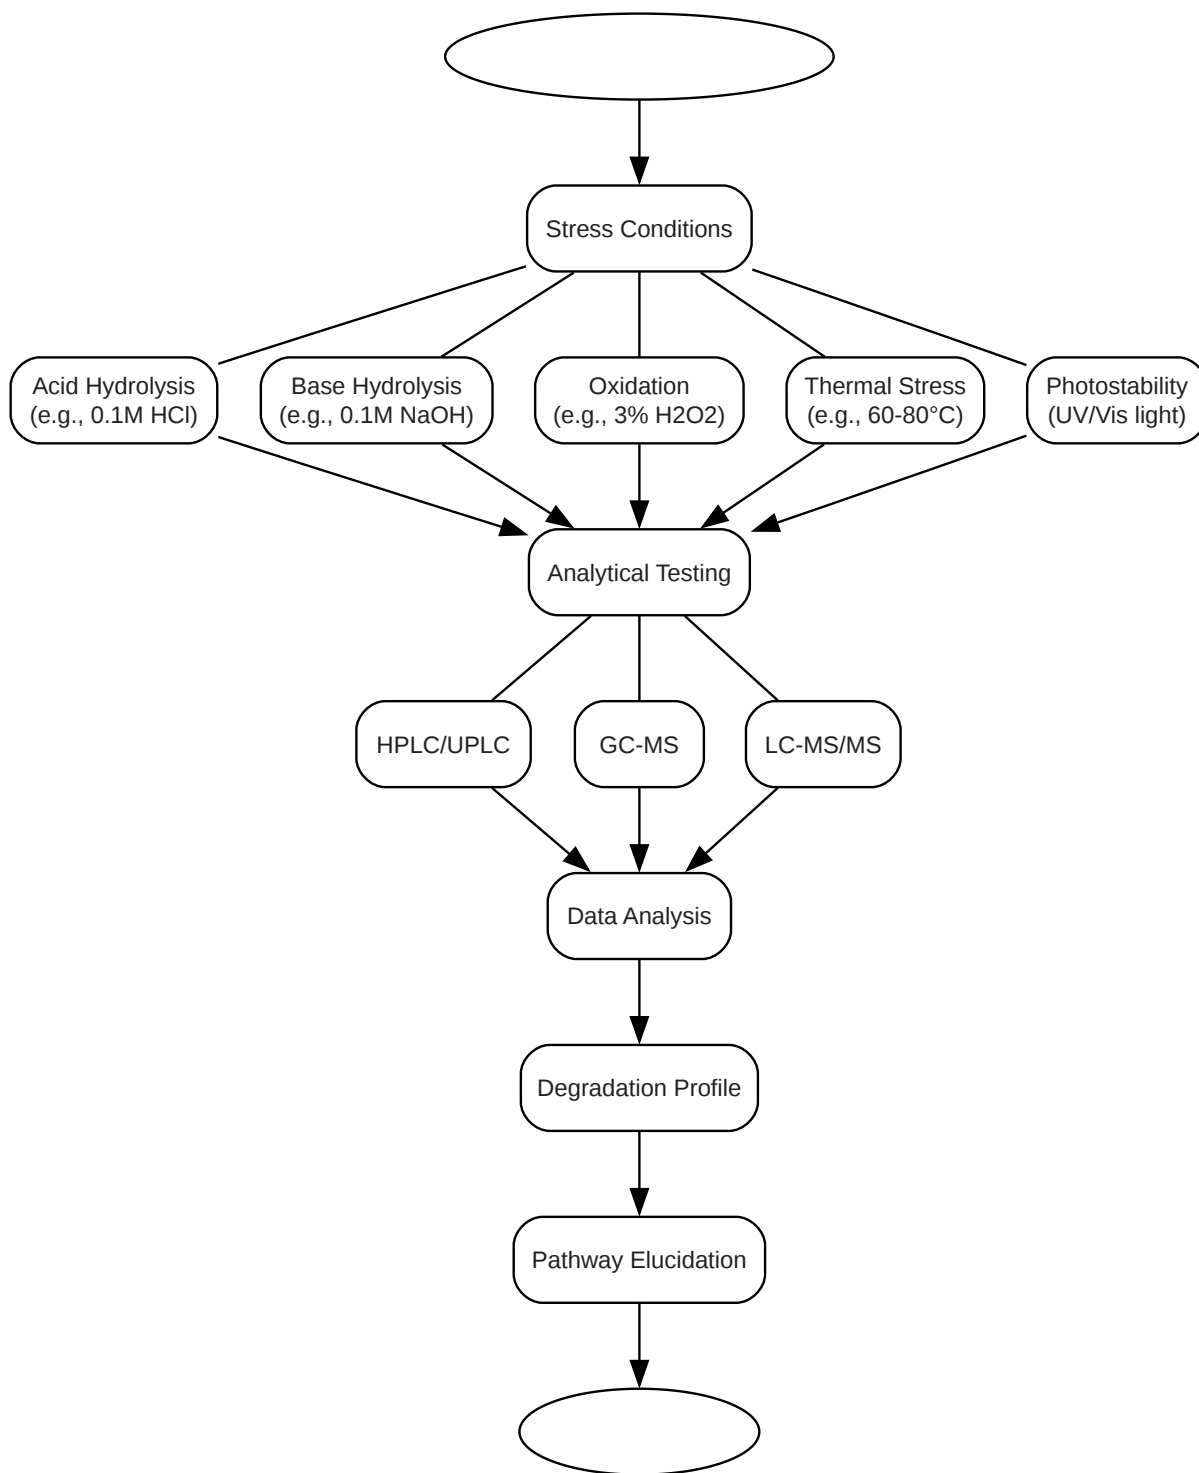 Stress Conditions
Acid Hydrolysis
(e.g., 0.1M HCl)
Base Hydrolysis
(e.g., 0.1M NaOH)
Oxidation
(e.g., 3% H2O2)
Thermal Stress
(e.g., 60-80°C)
Photostability
(UV/Vis light)
Analytical Testing
HPLC/UPLC
GC-MS
LC-MS/MS
Data Analysis
Degradation Profile
Pathway Elucidation